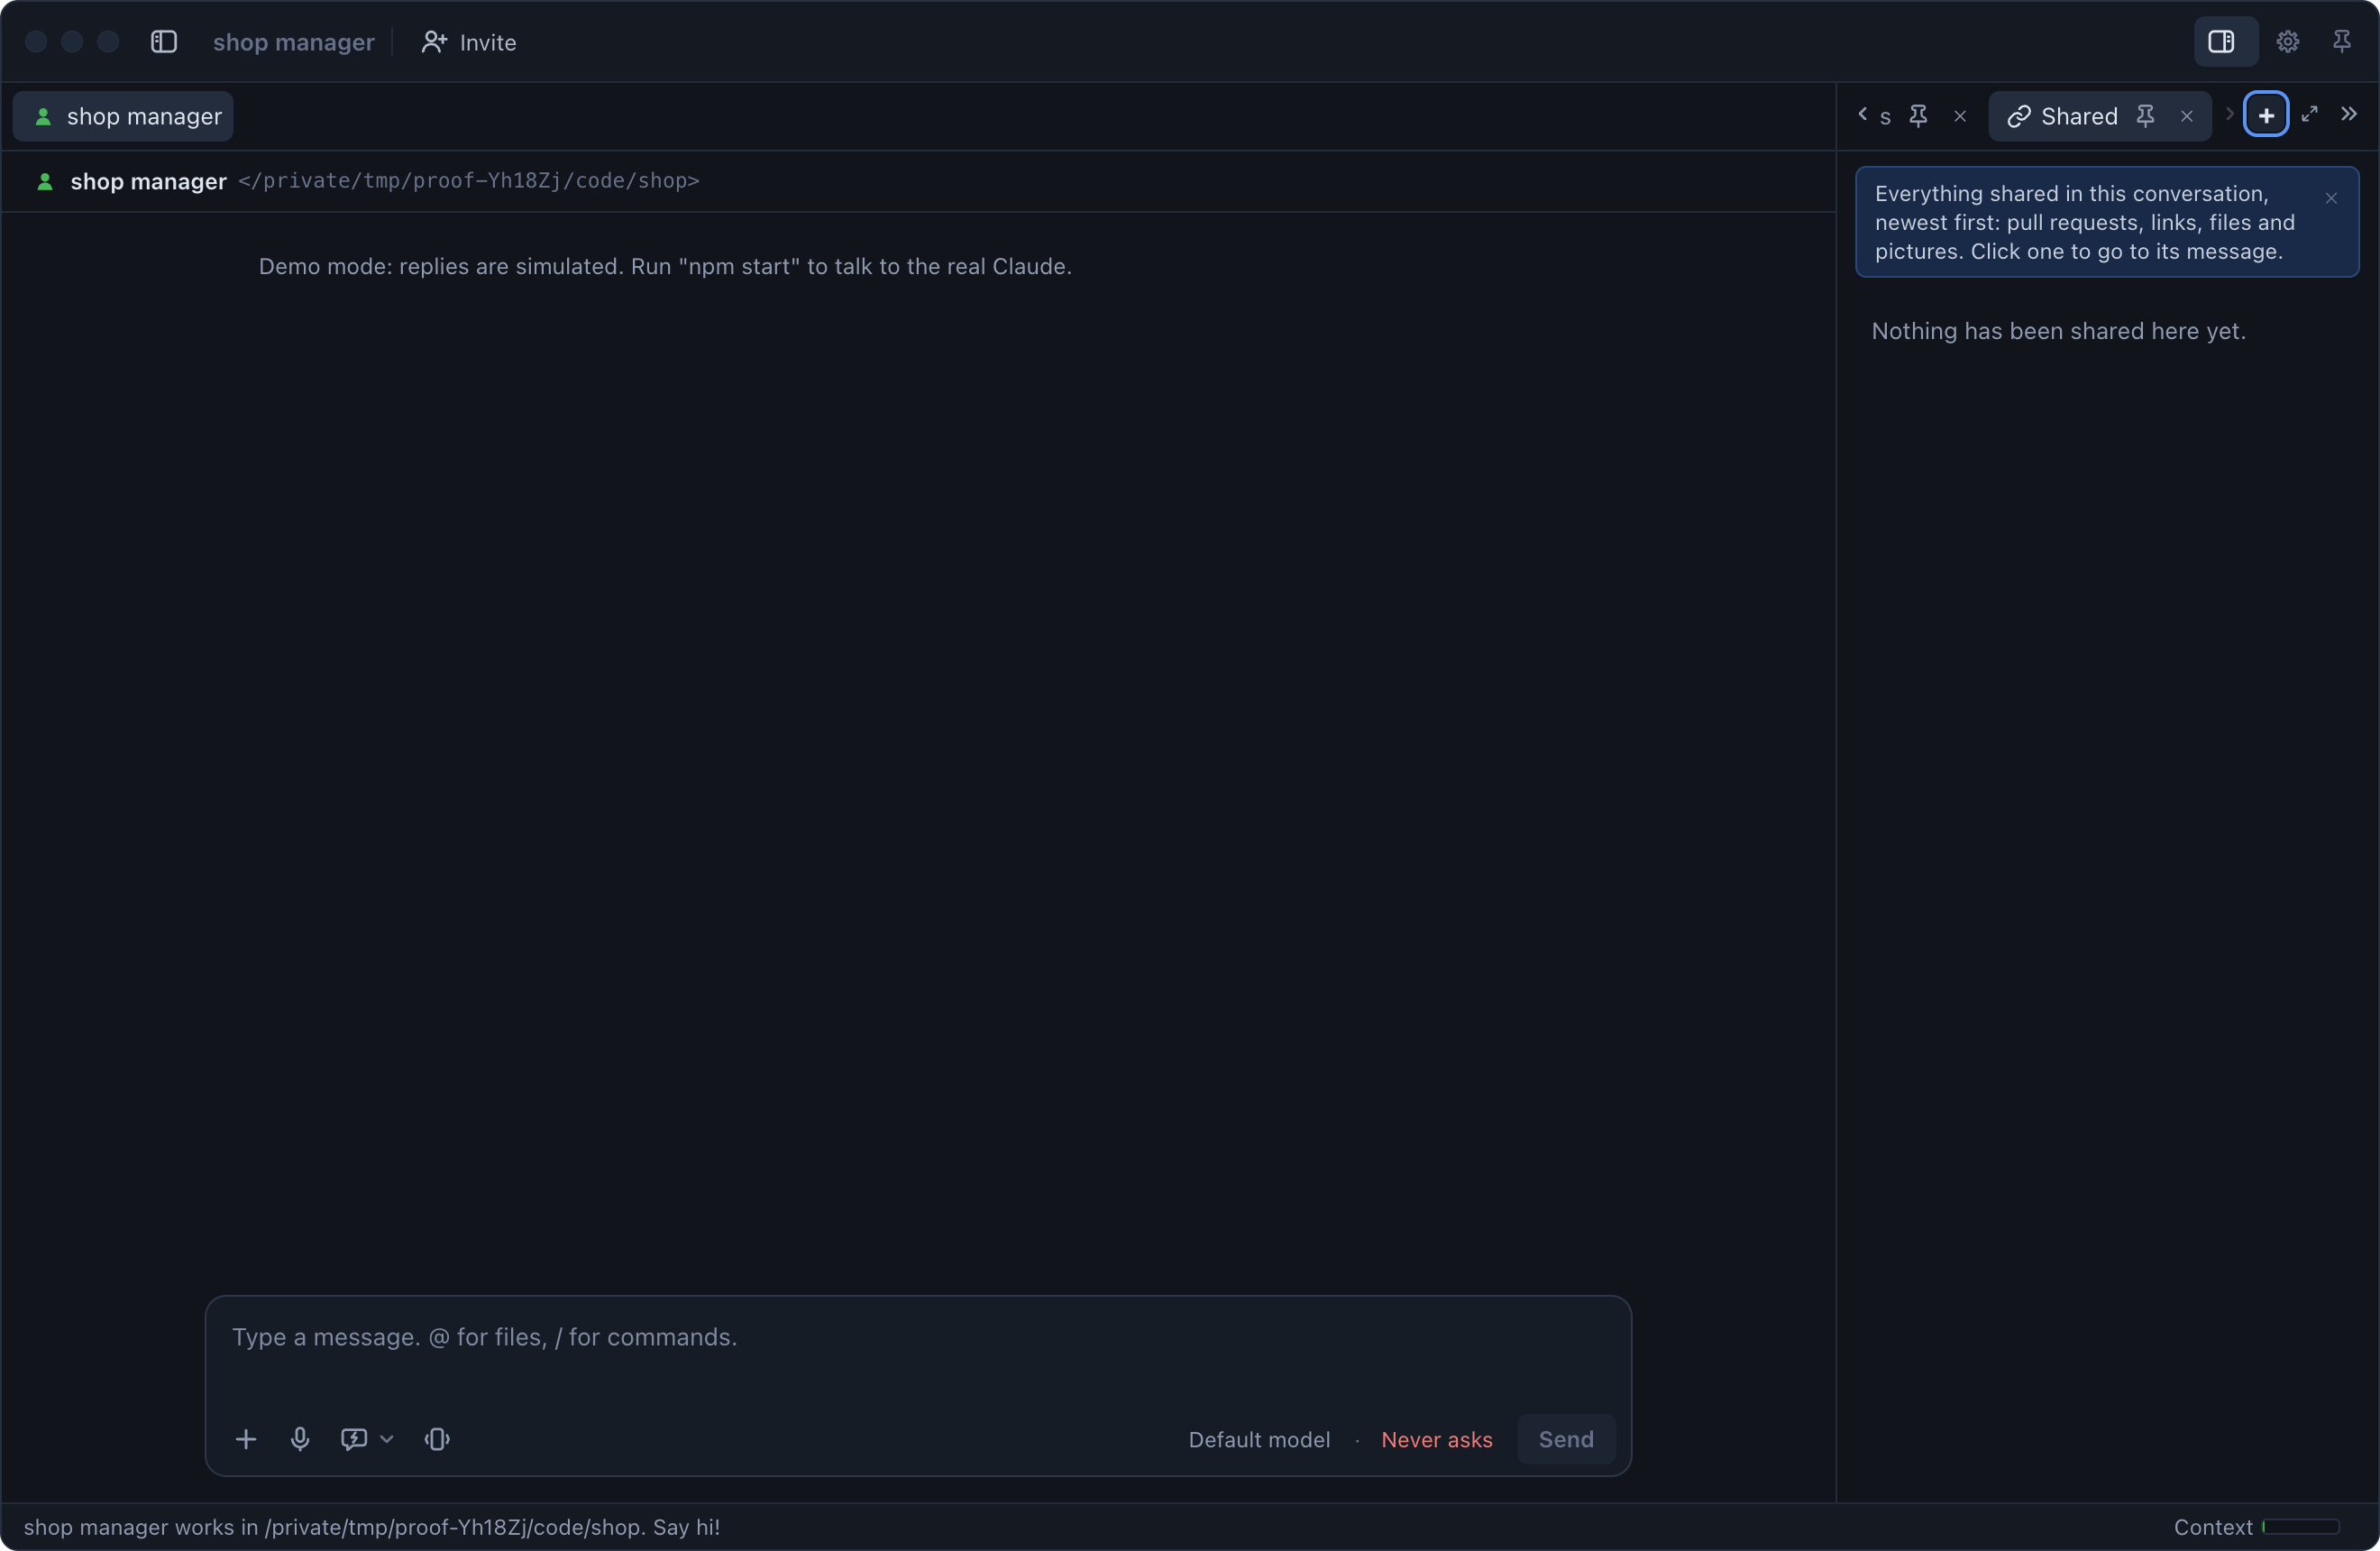 shop manager
Invite
shop manager
s
Shared
shop manager </private/tmp/proof-Yh18Zj/code/shop>
Demo mode: replies are simulated. Run "npm start" to talk to the real Claude.
Everything shared in this conversation,
newest first: pull requests, links, files and
pictures. Click one to go to its message.
Nothing has been shared here yet.
Type a message. @ for files, / for commands.
Default model · Never asks
Send
shop manager works in /private/tmp/proof-Yh18Zj/code/shop. Say hi!
Context